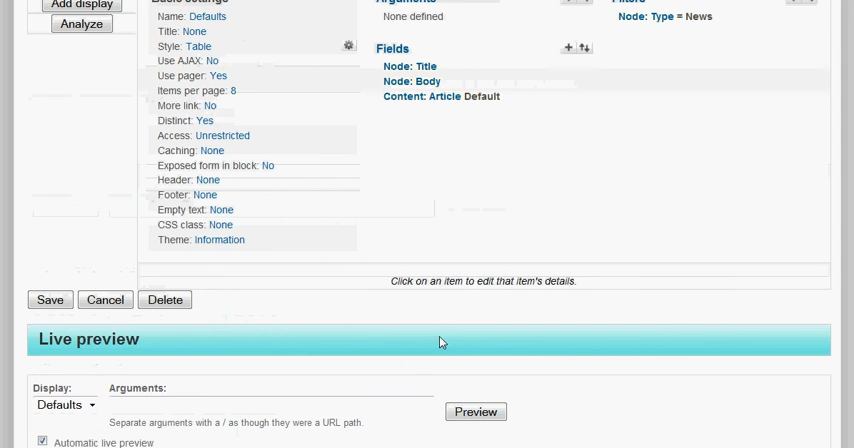 Add display
Analyze
Basic settings
Name: Defaults
Title: None
Style: Table
Use AJAX: No
Use pager: Yes
Items per page: 8
More link: No
Distinct: Yes
Access: Unrestricted
Caching: None
Exposed form in block: No
Header: None
Footer: None
Empty text: None
CSS class: None
Theme: Information
Arguments
None defined
Fields
Node: Title
Node: Body
Content: Article Default
Filters
Node: Type = News
Click on an item to edit that item's details.
Save Cancel Delete
Live preview
Display: Arguments:
Defaults Preview
Separate arguments with a / as though they were a URL path.
Automatic live preview